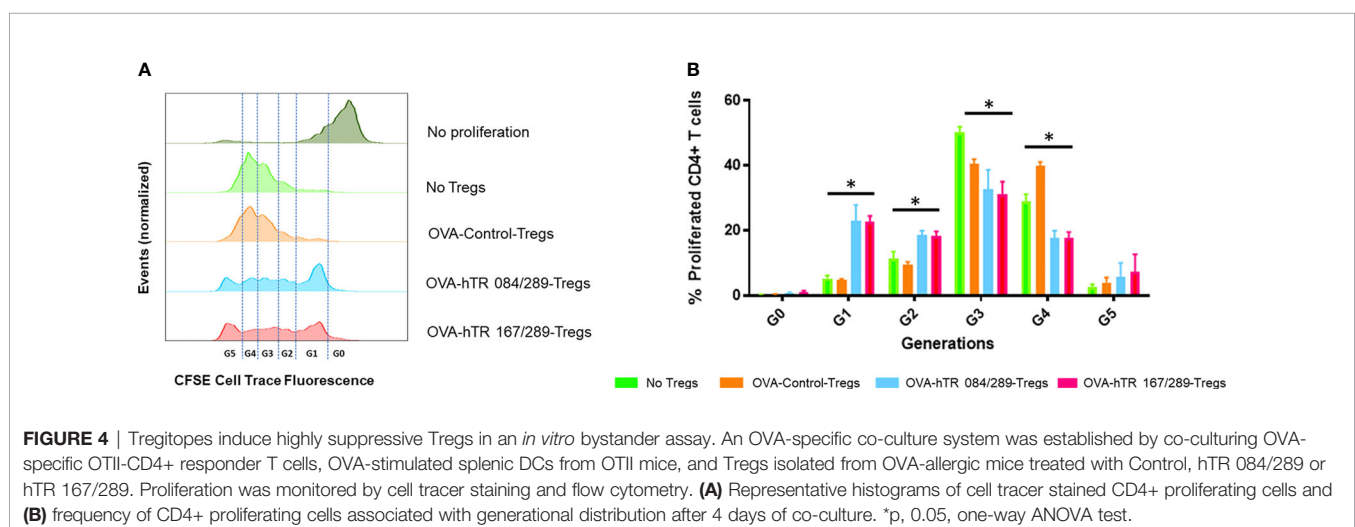 A
No proliferation
No Tregs
OVA-Control-Tregs
OVA-hTR 084/289-Tregs
OVA-hTR 167/289-Tregs
Events (normalized)
G5 G4 G3 G2 G1 G0
CFSE Cell Trace Fluorescence
B
% Proliferated CD4+ T cells
60
40
20
0
* * * *
G0 G1 G2 G3 G4 G5
Generations
No Tregs OVA-Control-Tregs OVA-hTR 084/289-Tregs OVA-hTR 167/289-Tregs
FIGURE 4 | Tregitopes induce highly suppressive Tregs in an in vitro bystander assay. An OVA-specific co-culture system was established by co-culturing OVA-
specific OTII-CD4+ responder T cells, OVA-stimulated splenic DCs from OTII mice, and Tregs isolated from OVA-allergic mice treated with Control, hTR 084/289 or
hTR 167/289. Proliferation was monitored by cell tracer staining and flow cytometry. (A) Representative histograms of cell tracer stained CD4+ proliferating cells and
(B) frequency of CD4+ proliferating cells associated with generational distribution after 4 days of co-culture. *p, 0.05, one-way ANOVA test.